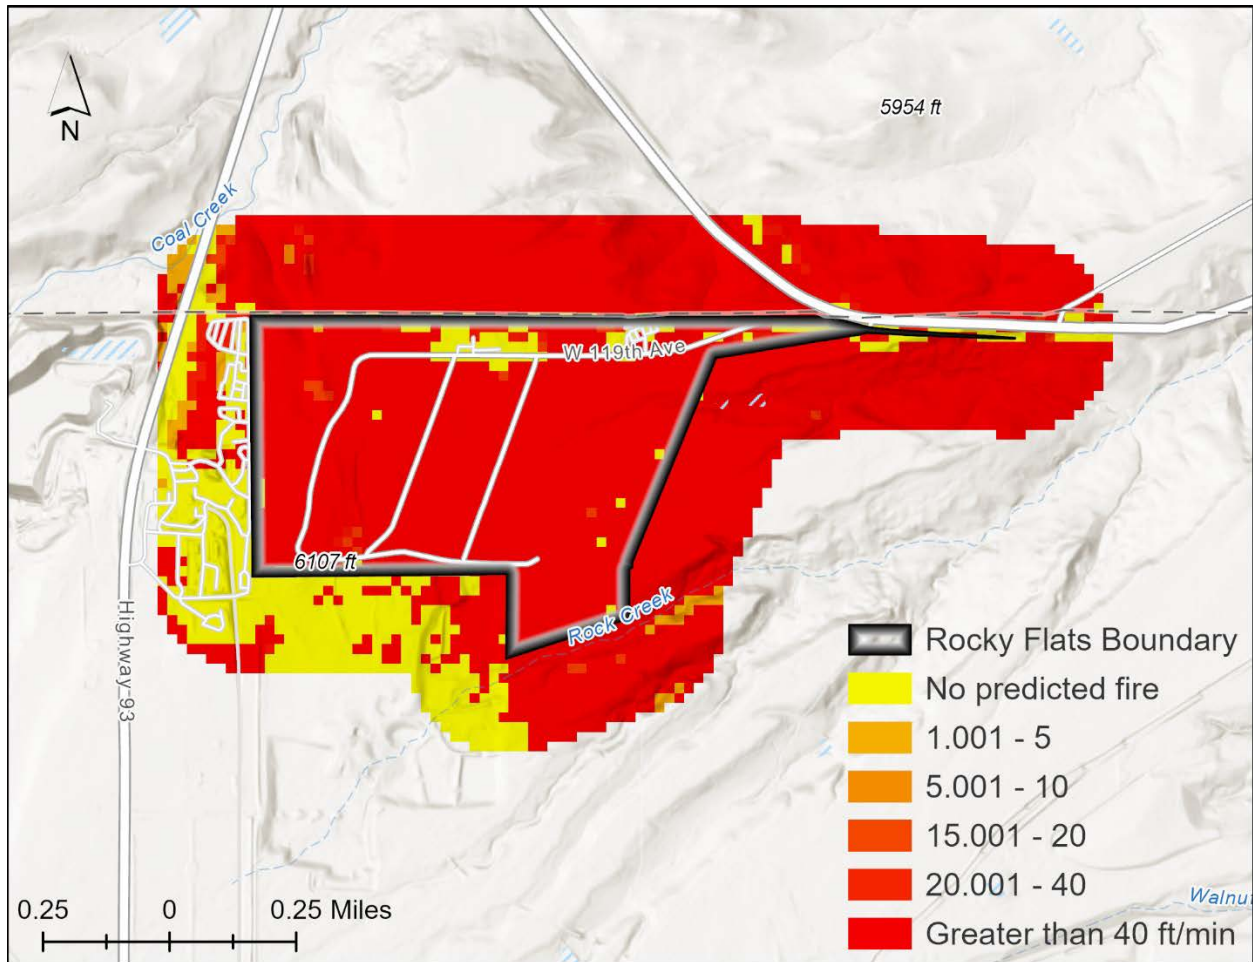 N
5954 ft
Coal Creek
W 119th Ave
6107 ft
Rock Creek
Highway-93
Rocky Flats Boundary
No predicted fire
1.001 - 5
5.001 - 10
15.001 - 20
20.001 - 40
Greater than 40 ft/min
Walnut
0.25 0 0.25 Miles